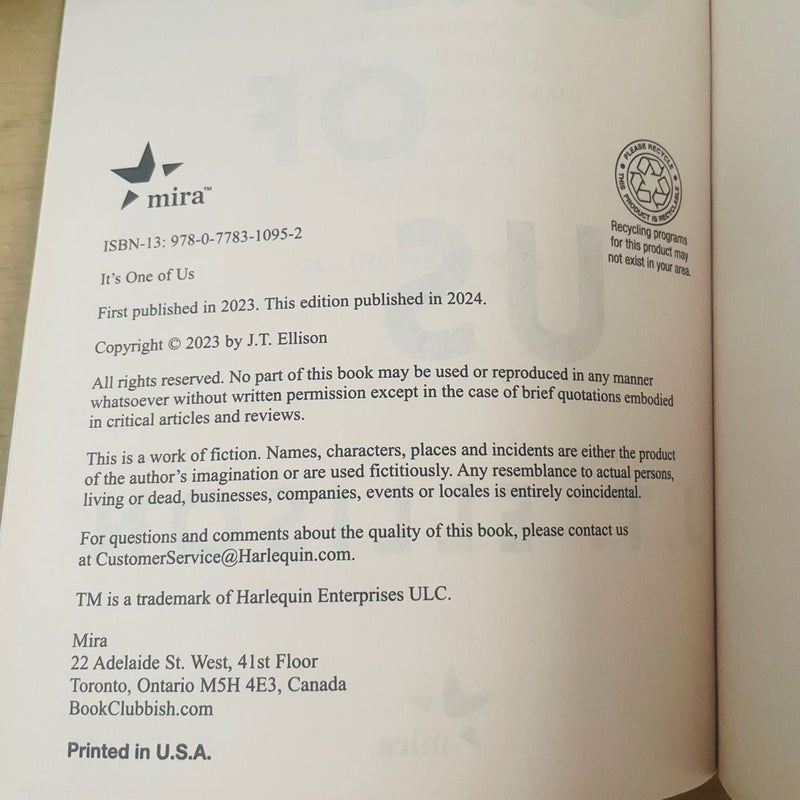 mira™
PLEASE RECYCLE
THIS PRODUCT IS RECYCLABLE
Recycling programs
for this product may
not exist in your area.
ISBN-13: 978-0-7783-1095-2
It's One of Us
First published in 2023. This edition published in 2024.
Copyright © 2023 by J.T. Ellison
All rights reserved. No part of this book may be used or reproduced in any manner
whatsoever without written permission except in the case of brief quotations embodied
in critical articles and reviews.
This is a work of fiction. Names, characters, places and incidents are either the product
of the author's imagination or are used fictitiously. Any resemblance to actual persons,
living or dead, businesses, companies, events or locales is entirely coincidental.
For questions and comments about the quality of this book, please contact us
at CustomerService@Harlequin.com.
TM is a trademark of Harlequin Enterprises ULC.
Mira
22 Adelaide St. West, 41st Floor
Toronto, Ontario M5H 4E3, Canada
BookClubbish.com
Printed in U.S.A.